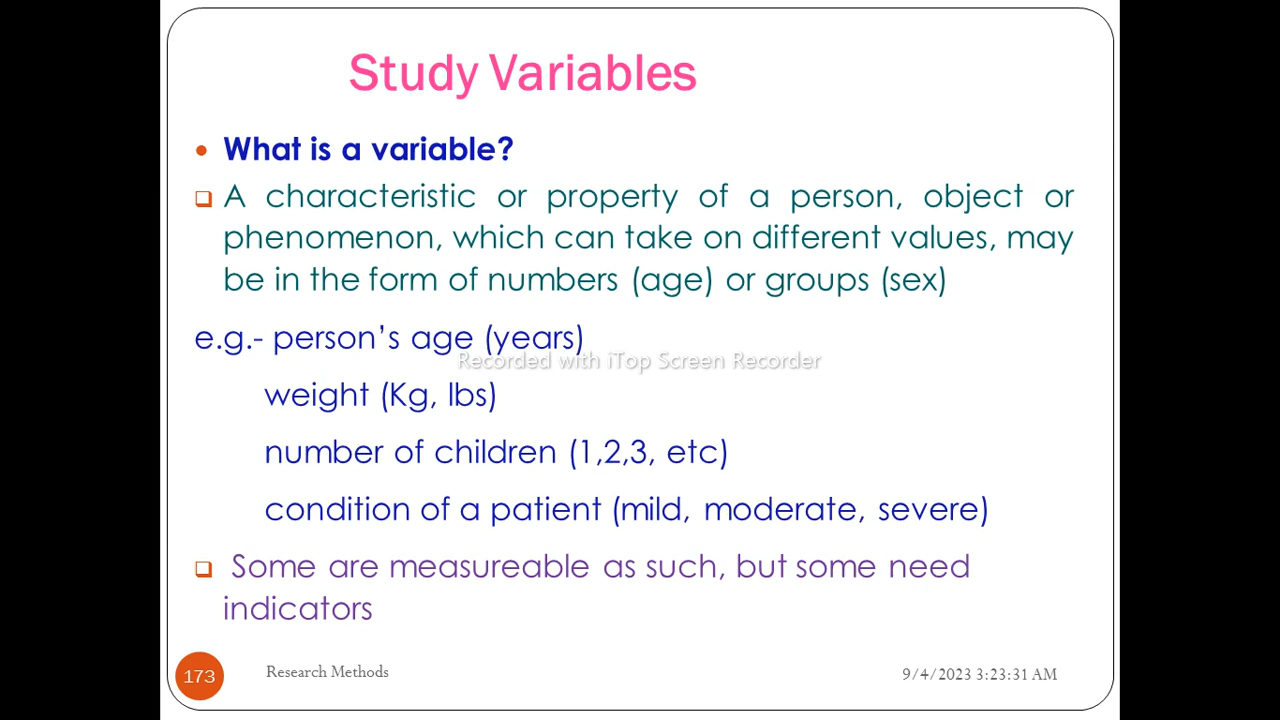 Study Variables
What is a variable?
A characteristic or property of a person, object or
phenomenon, which can take on different values, may
be in the form of numbers (age) or groups (sex)
e.g.- person’s age (years)
Recorded with iTop Screen Recorder
weight (Kg, lbs)
number of children (1,2,3, etc)
condition of a patient (mild, moderate, severe)
Some are measureable as such, but some need
indicators
173
Research Methods
9/4/2023 3:23:31 AM